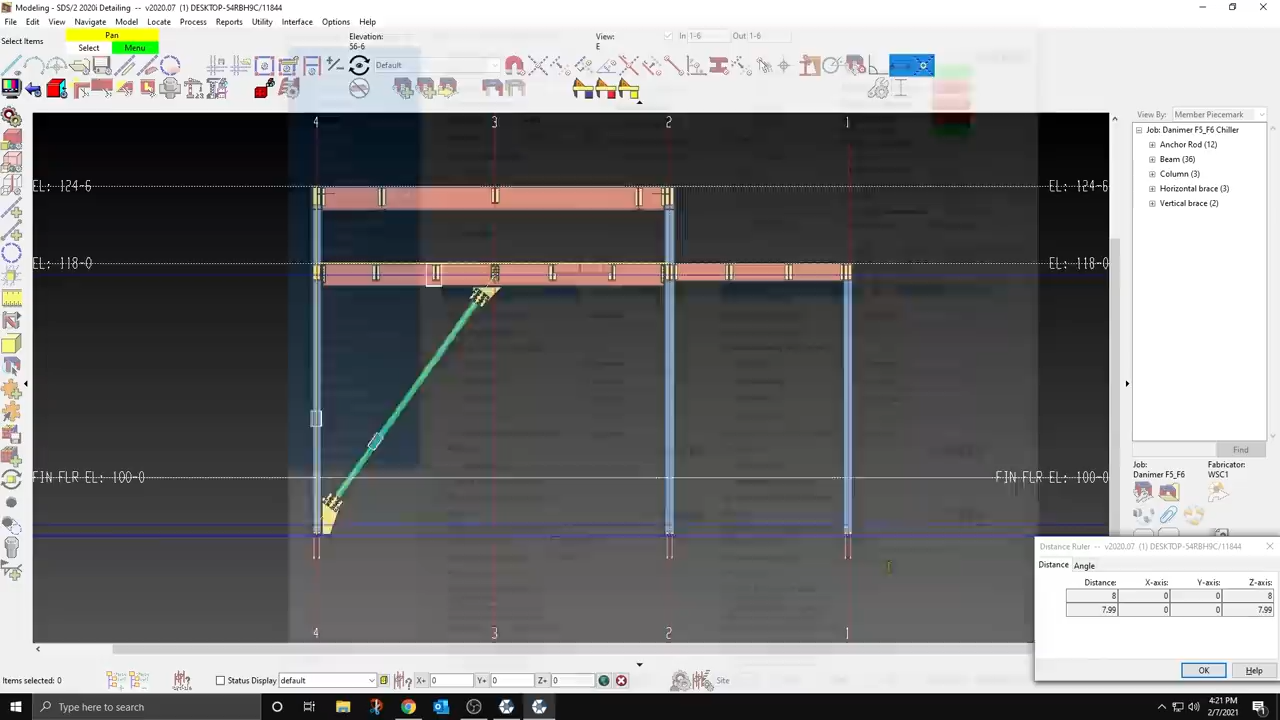 Modeling - SDS/2 2020i Detailing -- v2020.07 (1) DESKTOP-54RBH9C/11844
File Edit View Navigate Model Locate Process Reports Utility Interface Options Help
Select Items
Pan
Select Menu
Elevation:
56-6
View:
E
In 1-6 Out 1-6
Default
4 3 2 1
EL: 124-6 EL: 124-6
EL: 118-0 EL: 118-0
FIN FLR EL: 100-0 FIN FLR EL: 100-0
4 3 2 1
View By: Member Piecemark
Job: Danimer F5_F6 Chiller
Anchor Rod (12)
Beam (36)
Column (3)
Horizontal brace (3)
Vertical brace (2)
Find
Job: Fabricator:
Danimer F5_F6 WSC1
Distance Ruler -- v2020.07 (1) DESKTOP-54RBH9C/11844
Distance Angle
Distance: X-axis: Y-axis: Z-axis:
8 0 0 8
7.99 0 0 7.99
OK Help
Items selected: 0
Status Display default
X+ 0 Y+ 0 Z+ 0
Site
Type here to search
4:21 PM
2/7/2021